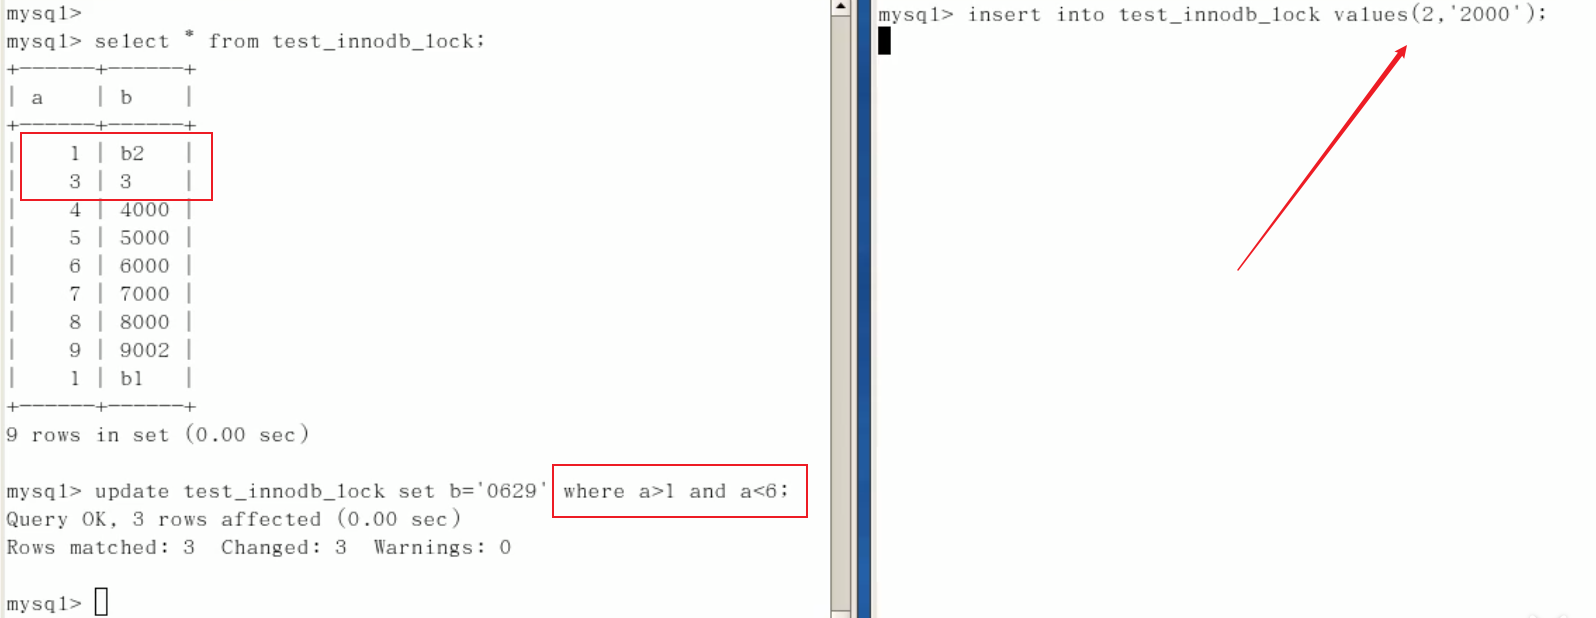 mysql>
mysql> select * from test_innodb_lock;
+------+------+
| a    | b    |
+------+------+
|    1 | b2   |
|    3 | 3    |
|    4 | 4000 |
|    5 | 5000 |
|    6 | 6000 |
|    7 | 7000 |
|    8 | 8000 |
|    9 | 9002 |
|    1 | b1   |
+------+------+
9 rows in set (0.00 sec)
mysql> update test_innodb_lock set b='0629' where a>1 and a<6;
Query OK, 3 rows affected (0.00 sec)
Rows matched: 3  Changed: 3  Warnings: 0
mysql>
mysql> insert into test_innodb_lock values(2,'2000');